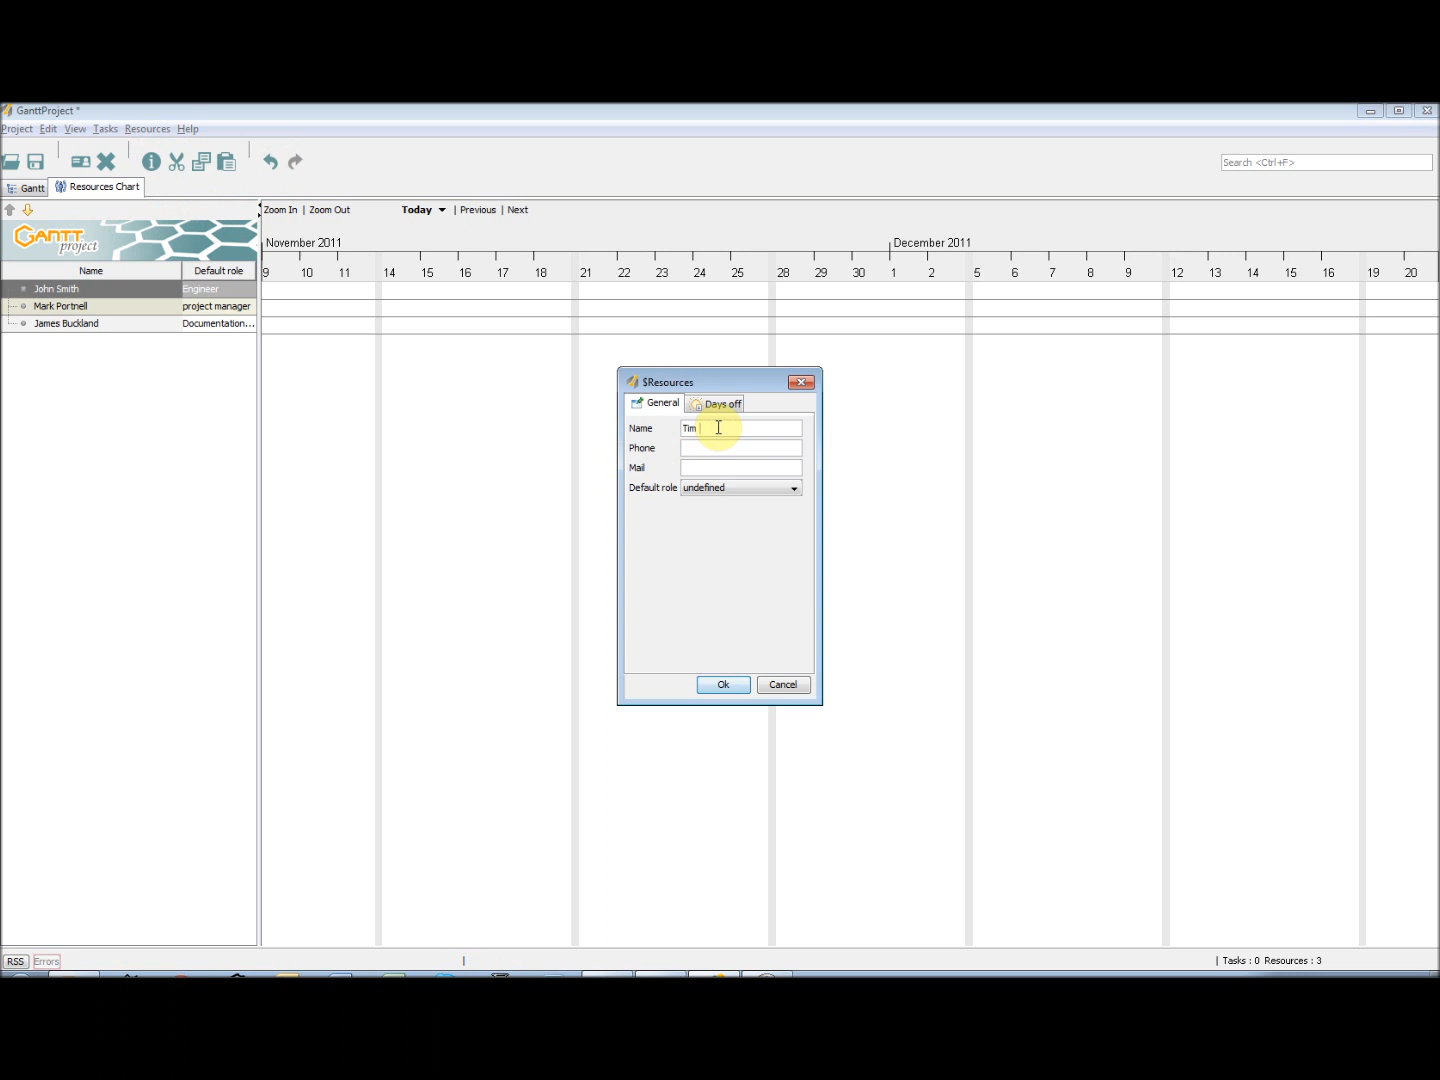 GanttProject *
Project Edit View Tasks Resources Help
Search <Ctrl+F>
Gantt Resources Chart
Zoom In | Zoom Out Today | Previous | Next
GANTT project
November 2011 December 2011
Name Default role
9 10 11 14 15 16 17 18 21 22 23 24 25 28 29 30 1 2 5 6 7 8 9 12 13 14 15 16 19 20
John Smith Engineer
Mark Portnell project manager
James Buckland Documentation...
$Resources
General Days off
Name Tim
Phone
Mail
Default role undefined
Ok Cancel
RSS Errors
| Tasks : 0 Resources : 3